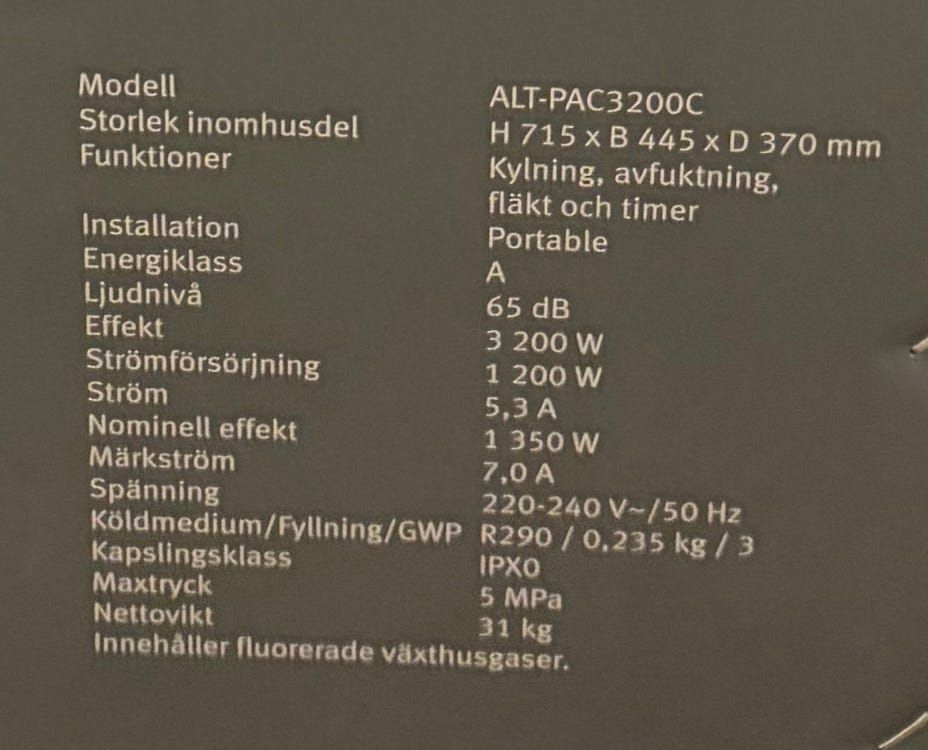 Modell ALT-PAC3200C
Storlek inomhusdel H 715 x B 445 x D 370 mm
Funktioner Kylning, avfuktning,
fläkt och timer
Installation Portable
Energiklass A
Ljudnivå 65 dB
Effekt 3 200 W
Strömförsörjning 1 200 W
Ström 5,3 A
Nominell effekt 1 350 W
Märkström 7,0 A
Spänning 220-240 V~/50 Hz
Köldmedium/Fyllning/GWP R290 / 0,235 kg / 3
Kapslingsklass IPX0
Maxtryck 5 MPa
Nettovikt 31 kg
Innehåller fluorerade växthusgaser.